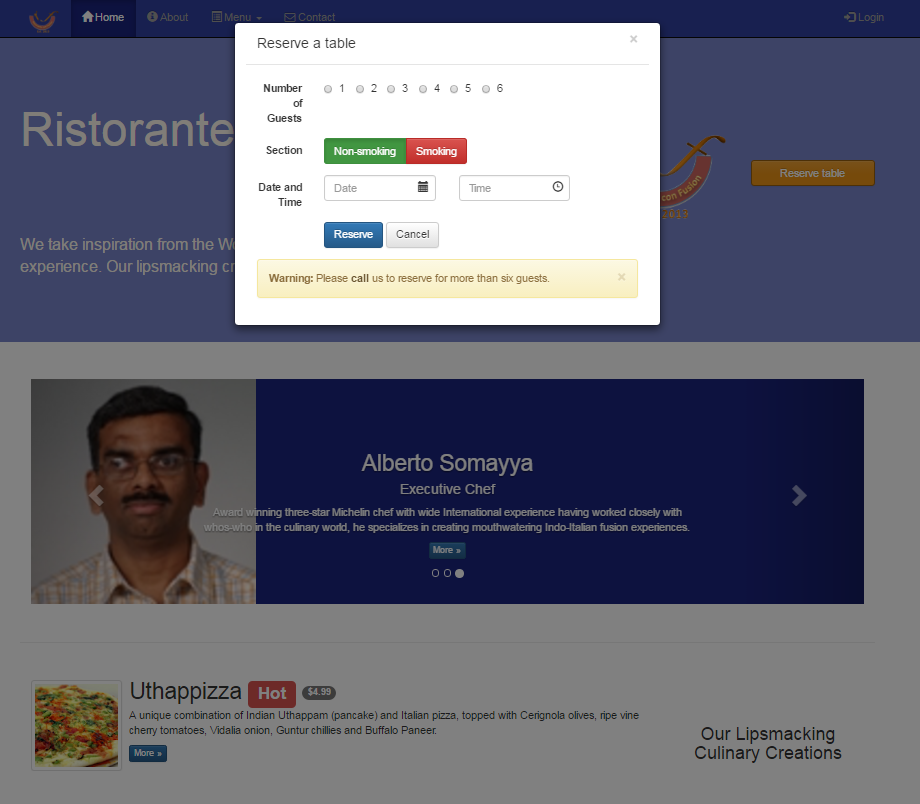 Home
About
Menu
Contact
Login
Reserve a table
×
Number of Guests
1 2 3 4 5 6
Section
Non-smoking
Smoking
Date and Time
Date
Time
Reserve
Cancel
Warning: Please call us to reserve for more than six guests.
×
Ristorante
con Fusion
Reserve table
We take inspiration from the
experience. Our lipsmacking
Alberto Somayya
Executive Chef
Award winning three-star Michelin chef with wide International experience having worked closely with
whos-who in the culinary world, he specializes in creating mouthwatering Indo-Italian fusion experiences.
More »
Uthappizza Hot $4.99
A unique combination of Indian Uthappam (pancake) and Italian pizza, topped with Cerignola olives, ripe vine
cherry tomatoes, Vidalia onion, Guntur chillies and Buffalo Paneer.
More »
Our Lipsmacking
Culinary Creations